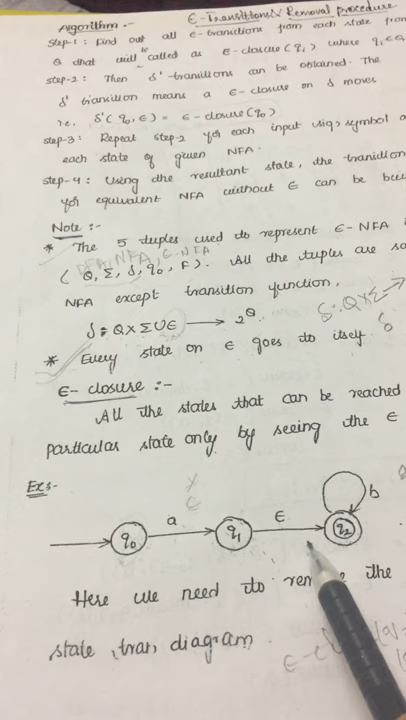 ε-Transitions Removal Procedure
Algorithm :-
Step-1 : Find out all ε-transitions from each state from
Q that will be called as ε-closure (qi) where qi ∈ Q
step-2 : Then δ'-transitions can be obtained. The
δ' transition means a ε-closure on δ moves
i.e. δ'(q0, ε) = ε-closure (q0)
step-3 : Repeat step-2 for each input symbol
each state of given NFA.
step-4 : Using the resultant state, the
for equivalent NFA without ε can be
Note :-
* The 5 tuples used to represent ε-NFA
DFA, NFA, ε-NFA
(Q, Σ, δ, q0, F). All the tuples are
NFA except transition function.
δ : Q×Σ →
δ = Q×Σ∪ε → 2^Q
* Every state on ε goes to itself.
ε-closure :-
All the states that can be reached
particular state only by seeing the ε
Ex:-
a ε b
q0 q1 q2
Here we need to the
state, tran, diagram.